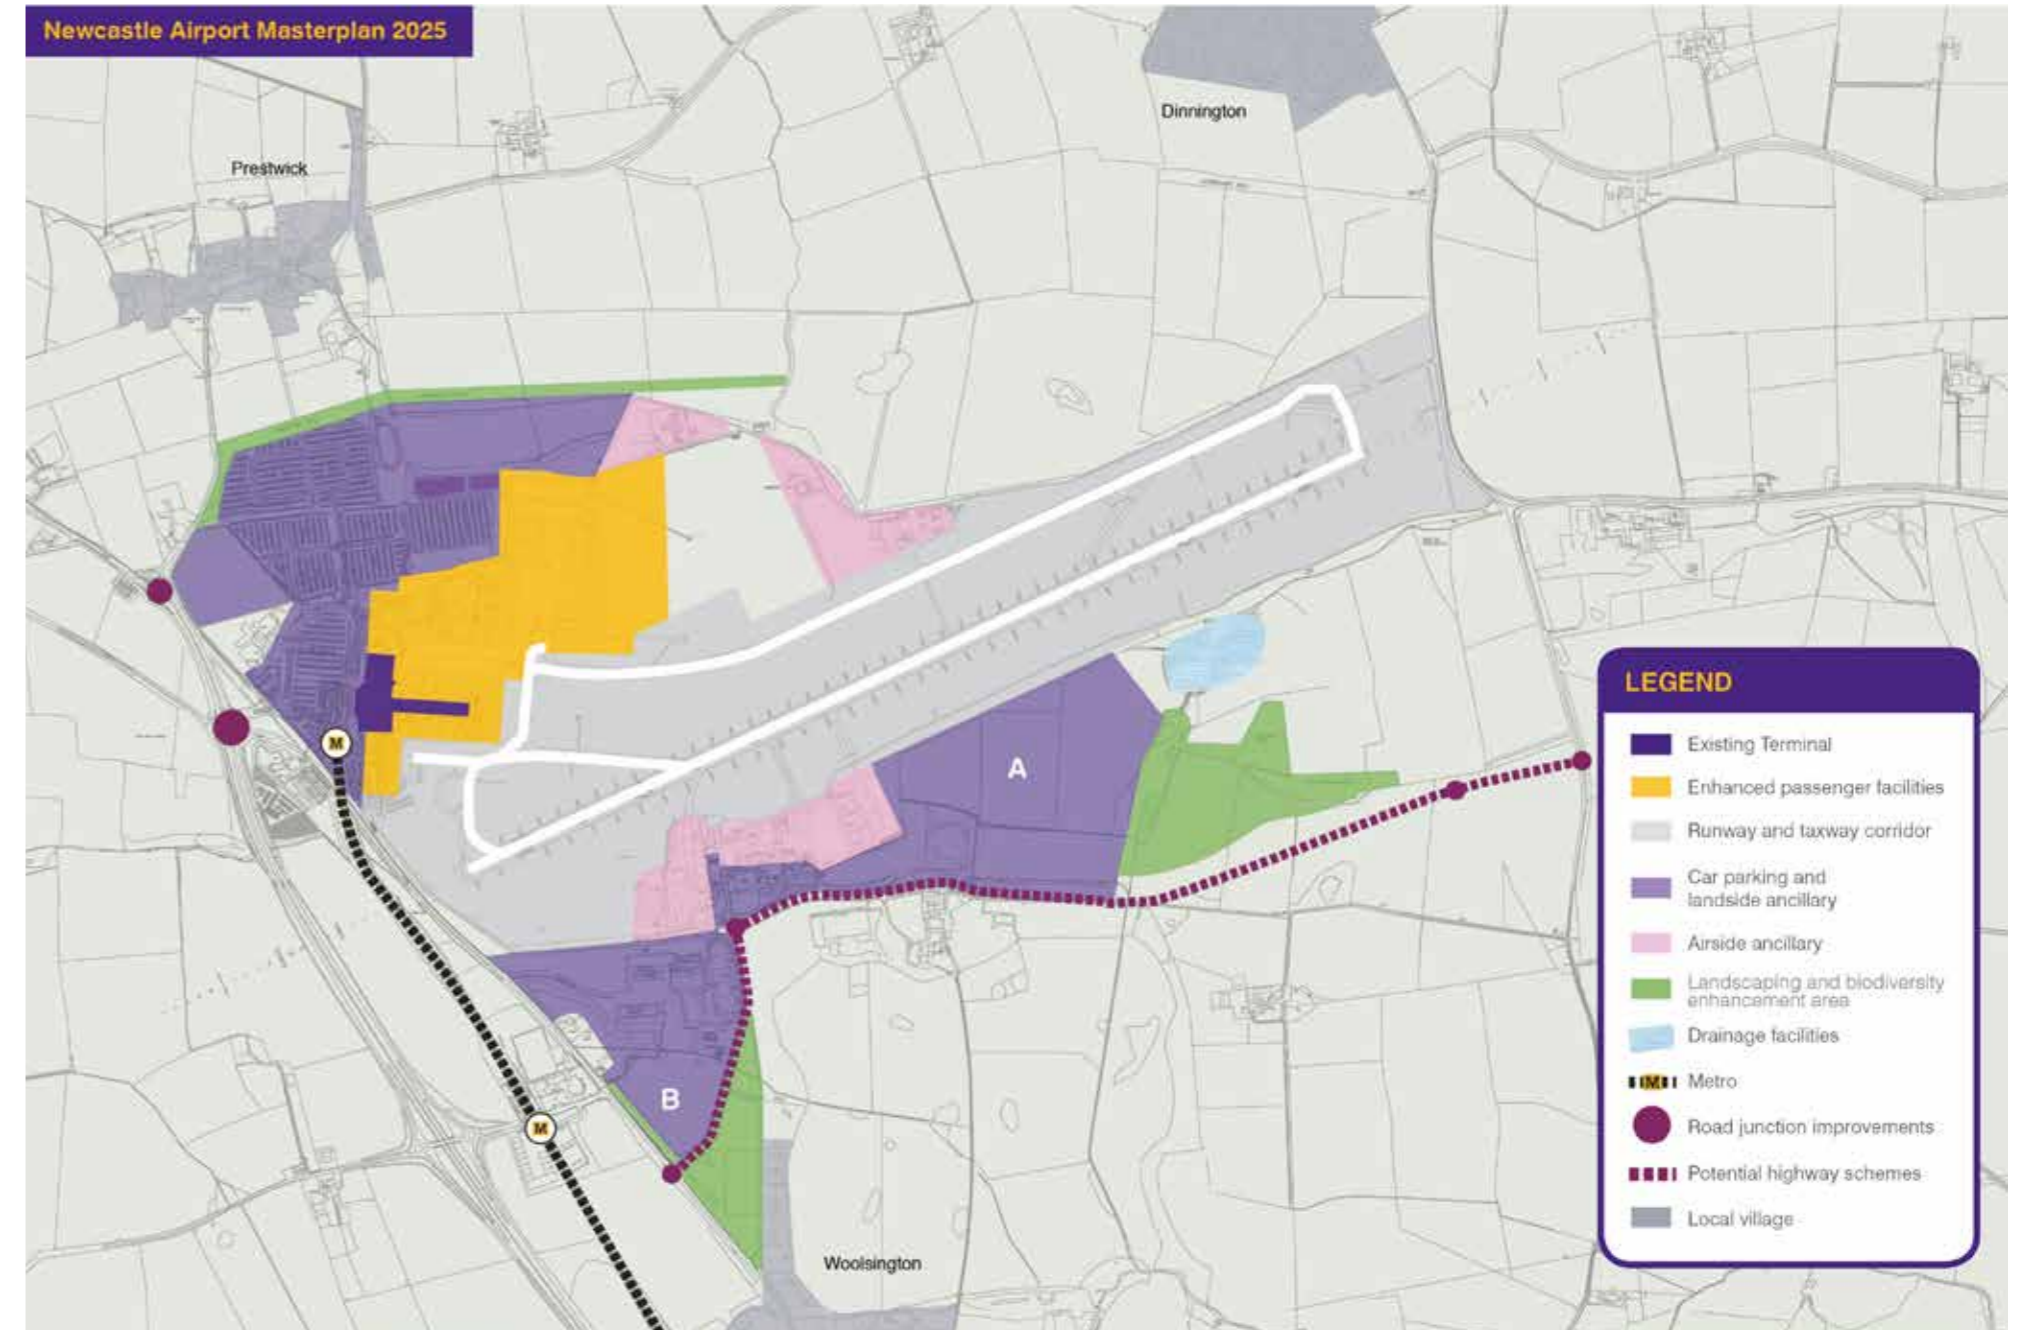 Newcastle Airport Masterplan 2025
Dinnington
Prestwick
A
M
B
M
Woolsington
LEGEND
Existing Terminal
Enhanced passenger facilities
Runway and taxway corridor
Car parking and
landside ancillary
Airside ancillary
Landscaping and biodiversity
enhancement area
Drainage facilities
M
Metro
Road junction improvements
Potential highway schemes
Local village